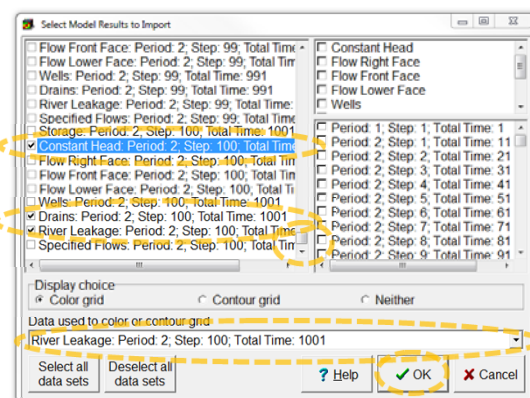 Select Model Results to Import
Flow Front Face: Period: 2; Step: 99; Total Time
Flow Lower Face: Period: 2; Step: 99; Total Tim
Wells: Period: 2; Step: 99; Total Time: 991
Drains: Period: 2; Step: 99; Total Time: 991
River Leakage: Period: 2; Step: 99; Total Time:
Specified Flows: Period: 2; Step: 99; Total Time:
Storage: Period: 2; Step: 100; Total Time: 1001
Constant Head: Period: 2; Step: 100; Total Time
Flow Right Face: Period: 2; Step: 100; Total Time
Flow Front Face: Period: 2; Step: 100; Total Tim
Flow Lower Face: Period: 2; Step: 100; Total Ti
Wells: Period: 2; Step: 100; Total Time: 1001
Drains: Period: 2; Step: 100; Total Time: 1001
River Leakage: Period: 2; Step: 100; Total Time
Specified Flows: Period: 2; Step: 100; Total Tim
Constant Head
Flow Right Face
Flow Front Face
Flow Lower Face
Wells
Period: 1; Step: 1; Total Time: 1
Period: 2; Step: 1; Total Time: 11
Period: 2; Step: 2; Total Time: 21
Period: 2; Step: 3; Total Time: 31
Period: 2; Step: 4; Total Time: 41
Period: 2; Step: 5; Total Time: 51
Period: 2; Step: 6; Total Time: 61
Period: 2; Step: 7; Total Time: 71
Period: 2; Step: 8; Total Time: 81
Period: 2; Step: 9; Total Time: 91
Display choice
Color grid
Contour grid
Neither
Data used to color or contour grid
River Leakage: Period: 2; Step: 100; Total Time: 1001
Select all
data sets
Deselect all
data sets
? Help
OK
Cancel